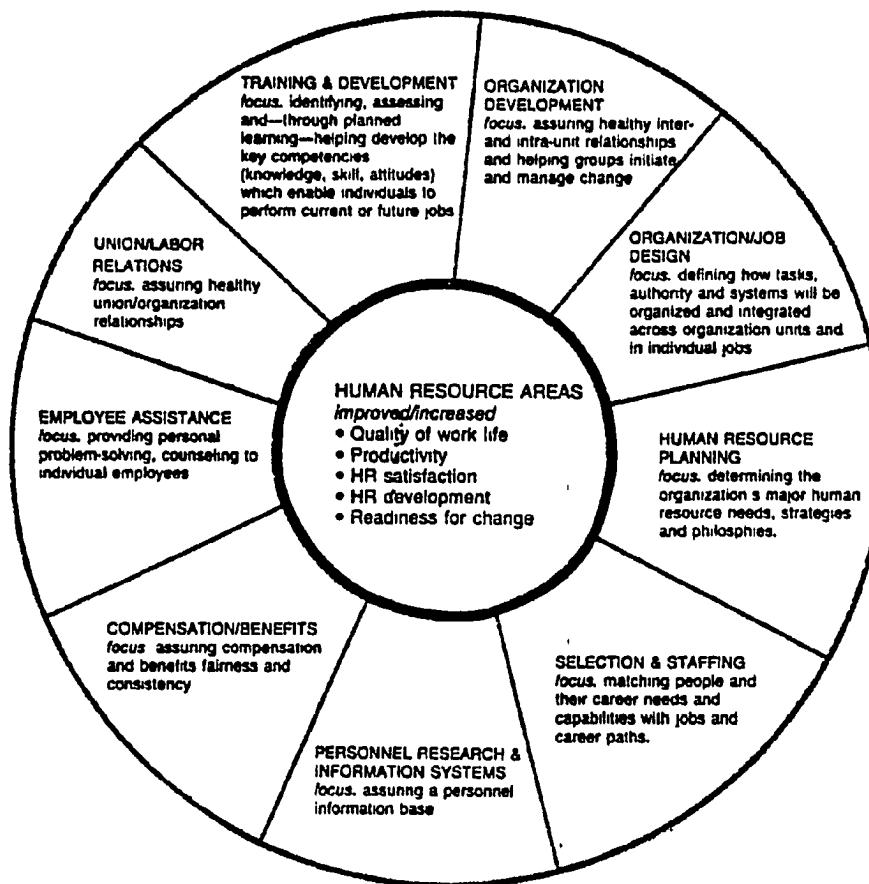 TRAINING & DEVELOPMENT
focus. identifying, assessing
and—through planned
learning—helping develop the
key competencies
(knowledge, skill, attitudes)
which enable individuals to
perform current or future jobs
ORGANIZATION
DEVELOPMENT
focus. assuring healthy inter-
and intra-unit relationships
and helping groups initiate
and manage change
ORGANIZATION/JOB
DESIGN
focus. defining how tasks,
authority and systems will be
organized and integrated
across organization units and
in individual jobs
HUMAN RESOURCE
PLANNING
focus. determining the
organization s major human
resource needs, strategies
and philosphies.
SELECTION & STAFFING
focus. matching people and
their career needs and
capabilities with jobs and
career paths.
PERSONNEL RESEARCH &
INFORMATION SYSTEMS
focus. assuring a personnel
information base
COMPENSATION/BENEFITS
focus assuring compensation
and benefits fairness and
consistency
EMPLOYEE ASSISTANCE
focus. providing personal
problem-solving, counseling to
individual employees
UNION/LABOR
RELATIONS
focus. assuring healthy
union/organization
relationships
HUMAN RESOURCE AREAS
Improved/increased
• Quality of work life
• Productivity
• HR satisfaction
• HR development
• Readiness for change